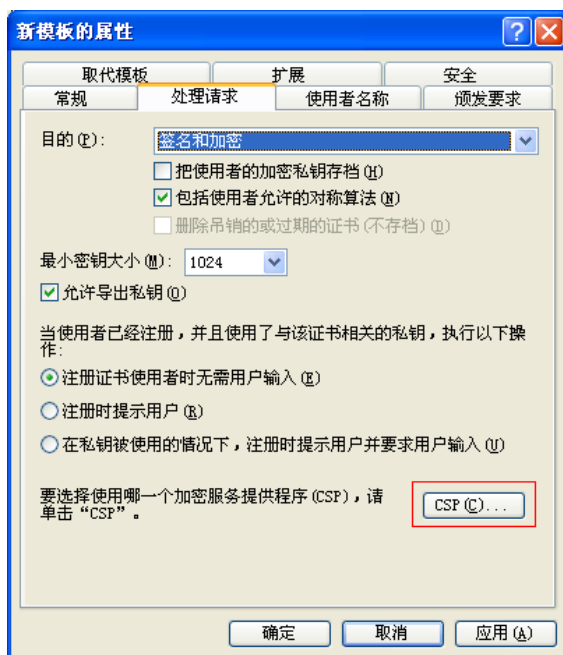 新模板的属性
取代模板 扩展 安全
常规 处理请求 使用者名称 颁发要求
目的(P): 签名和加密
把使用者的加密私钥存档(H)
包括使用者允许的对称算法(N)
删除吊销的或过期的证书(不存档)(D)
最小密钥大小(M): 1024
允许导出私钥(O)
当使用者已经注册，并且使用了与该证书相关的私钥，执行以下操
作:
注册证书使用者时无需用户输入(E)
注册时提示用户(R)
在私钥被使用的情况下，注册时提示用户并要求用户输入(U)
要选择使用哪一个加密服务提供程序(CSP)，请
单击“CSP”。
CSP(C)...
确定 取消 应用(A)